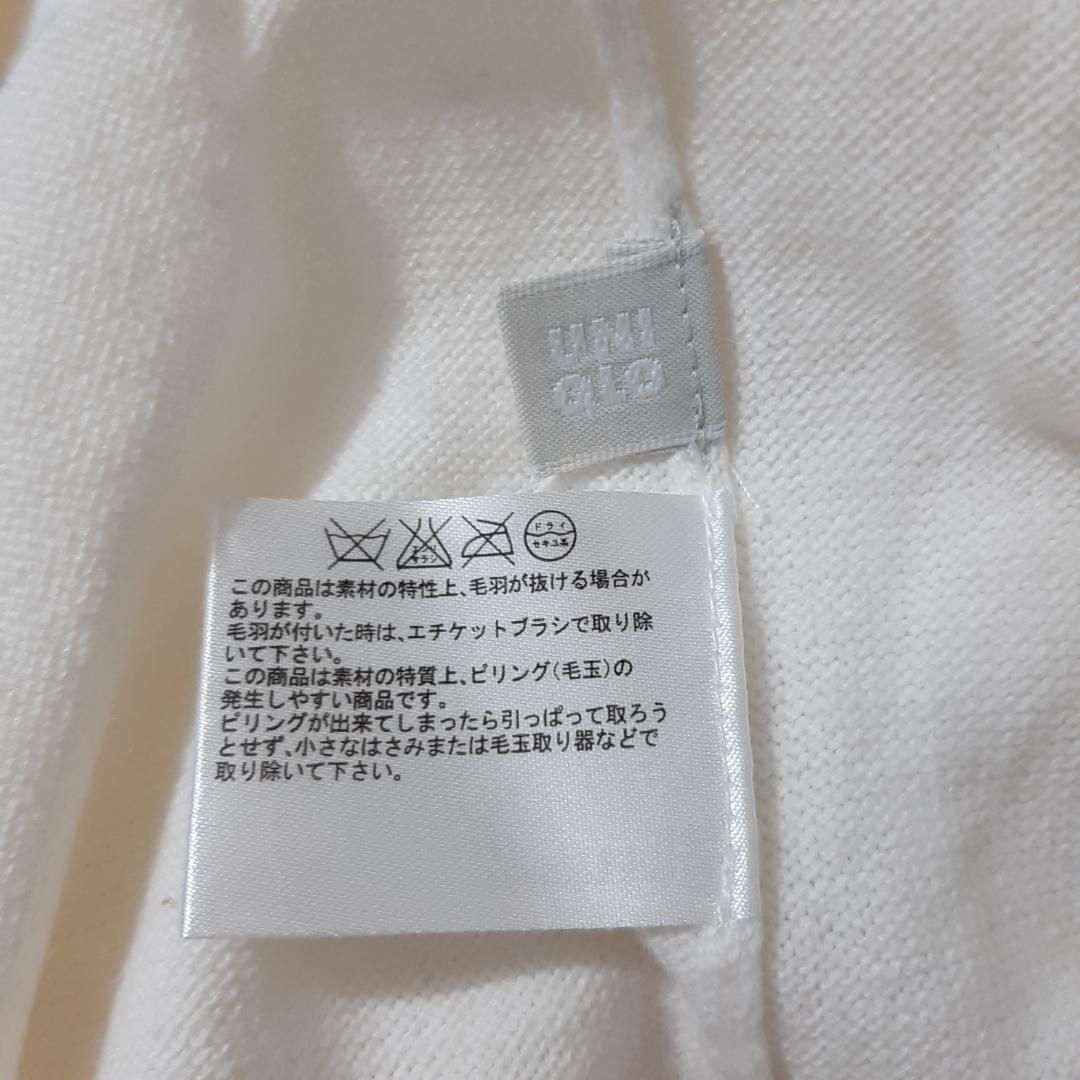 ドライ
セキユ系
この商品は素材の特性上、毛羽が抜ける場合が
あります。
毛羽が付いた時は、エチケットブラシで取り除
いて下さい。
この商品は素材の特質上、ピリング(毛玉)の
発生しやすい商品です。
ピリングが出来てしまったら引っぱって取ろう
とせず、小さなはさみまたは毛玉取り器などで
取り除いて下さい。